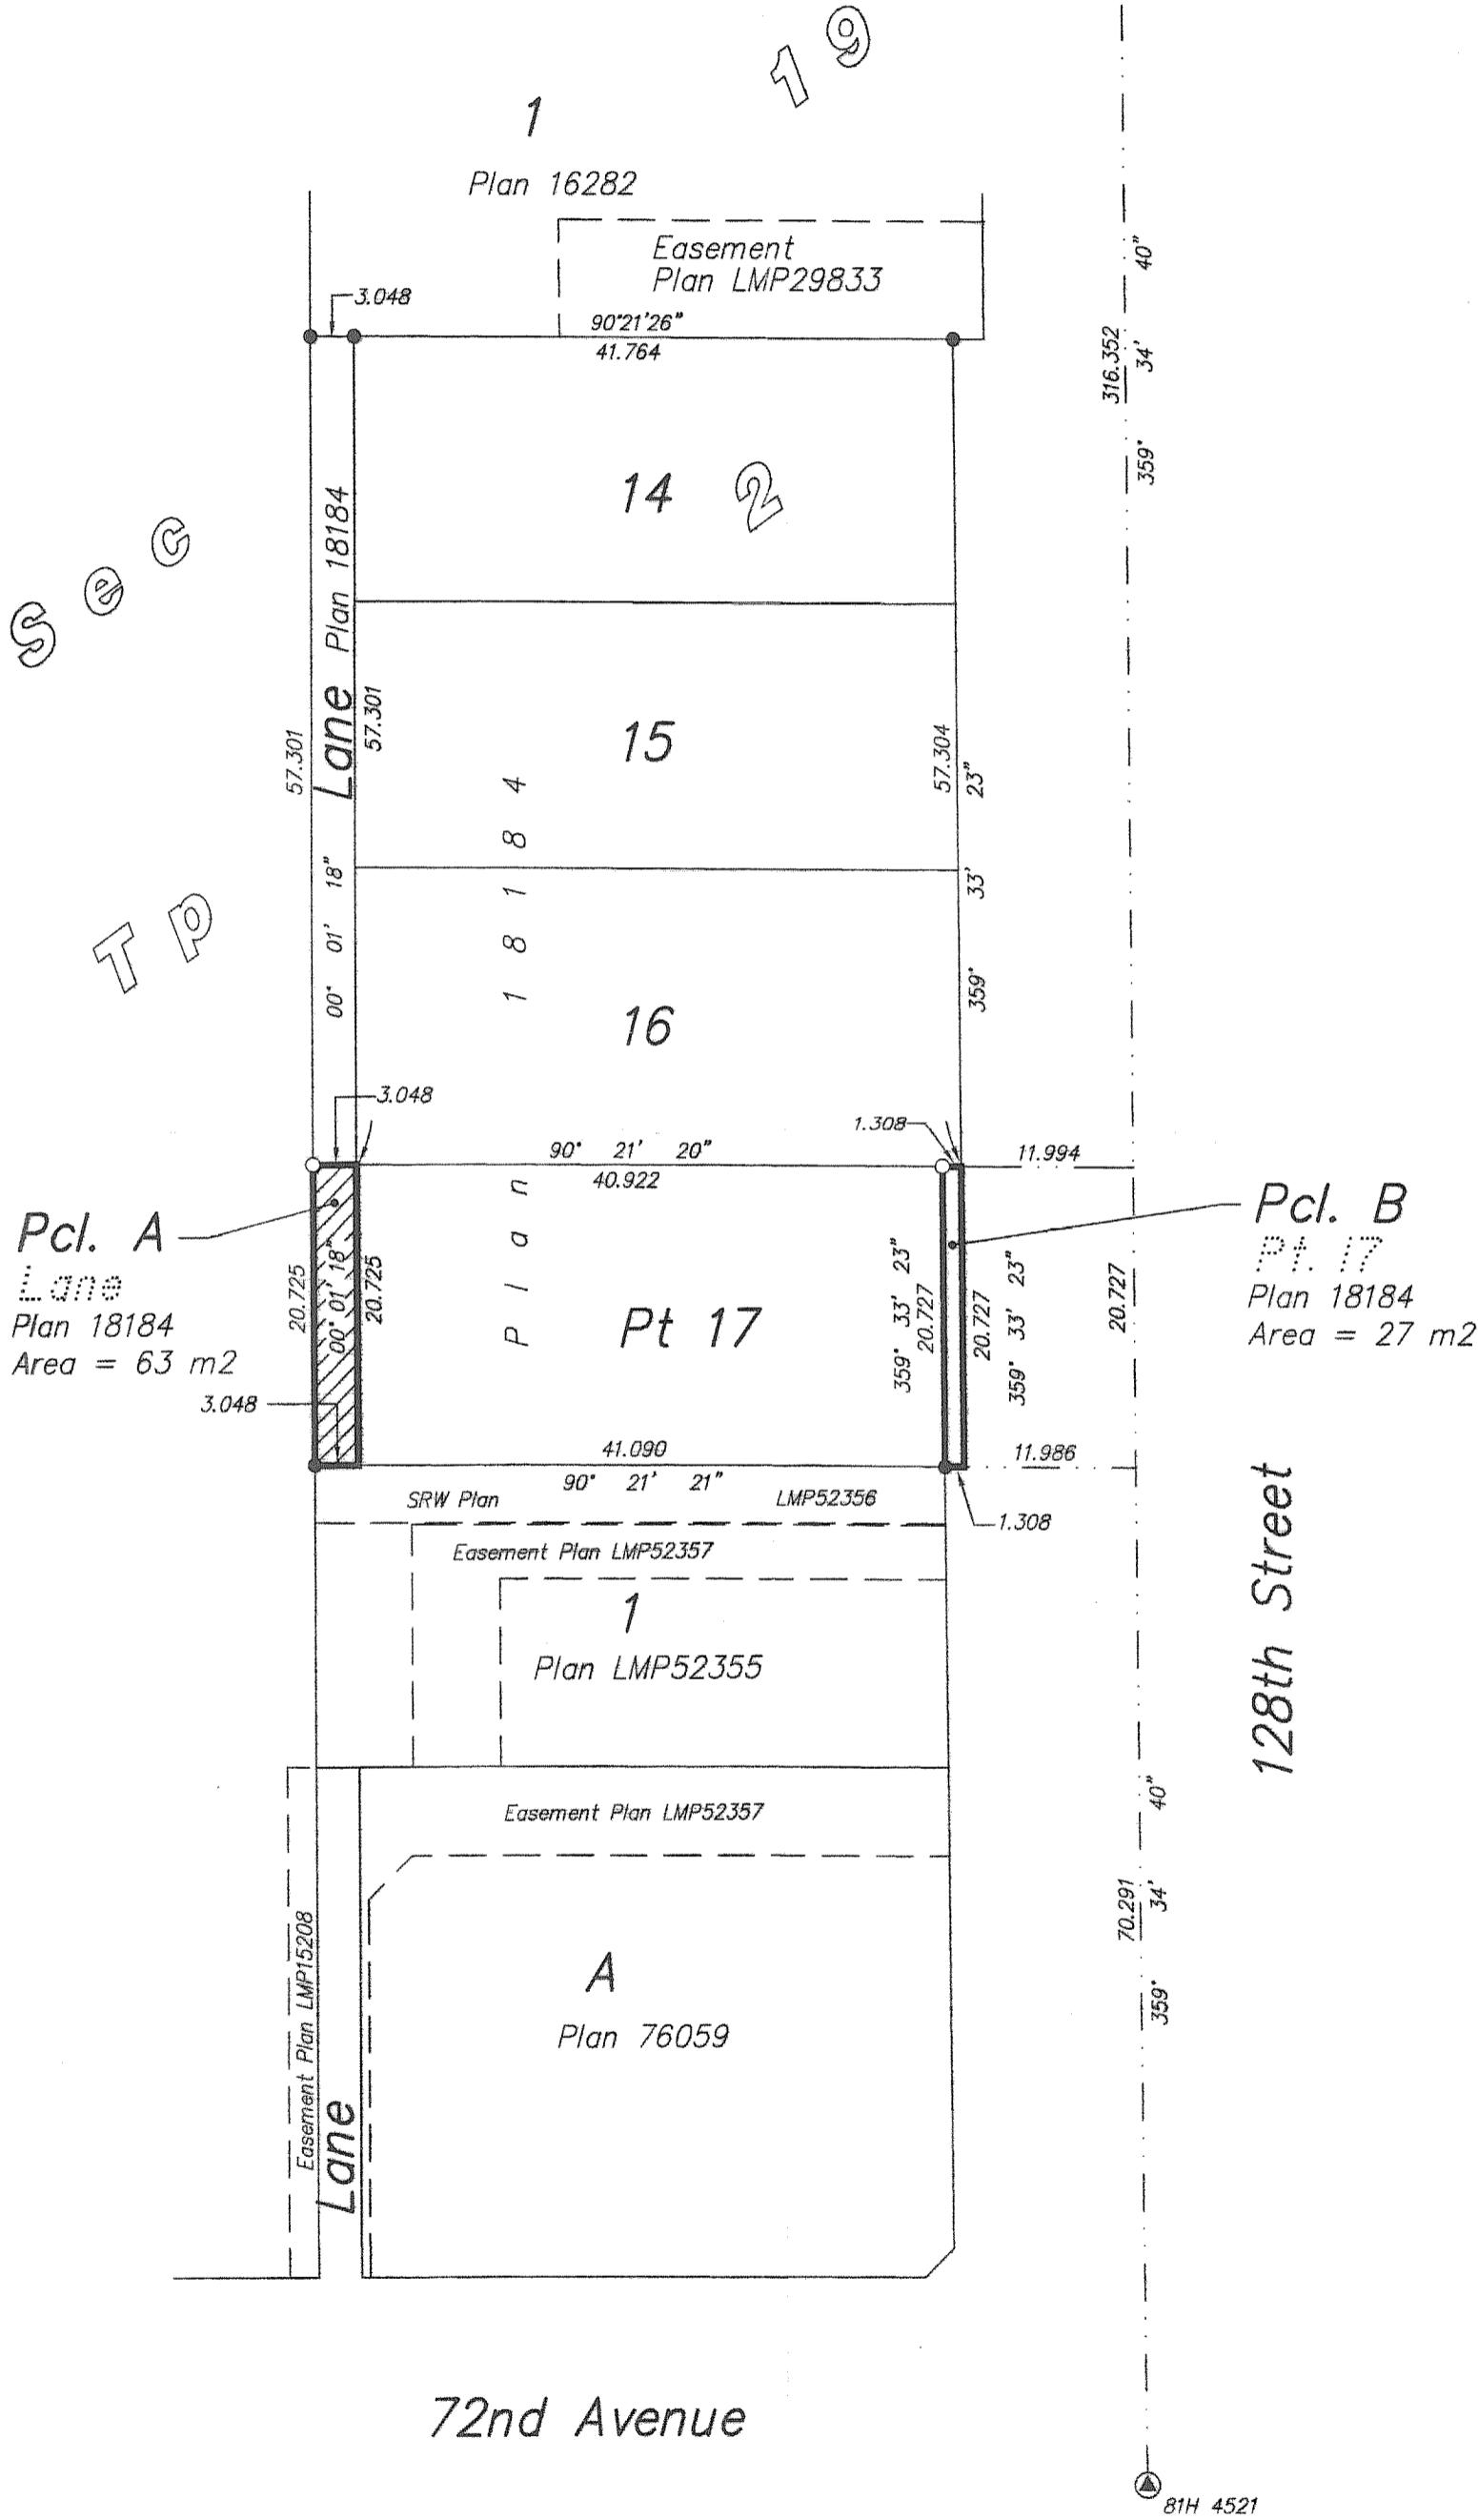 19
1
Plan 16282
Easement
Plan LMP29833
3.048
90°21'26"
41.764
316.352
359° 34' 40"
14
2
Sec
Lane Plan 18184
57.301
57.301
15
57.304
359° 33' 23"
00° 01' 18"
Plan 18184
Tp
16
3.048
1.308
90° 21' 20"
40.922
11.994
Pcl. A
Lane
Plan 18184
Area = 63 m2
20.725
00° 01' 18"
20.725
Pt 17
359° 33' 23"
20.727
20.727
359° 33' 23"
20.727
Pcl. B
Pt. 17
Plan 18184
Area = 27 m2
3.048
41.090
90° 21' 21"
11.986
1.308
SRW Plan LMP52356
Easement Plan LMP52357
1
Plan LMP52355
128th Street
Easement Plan LMP52357
70.291
359° 34' 40"
Easement Plan LMP15208
Lane
A
Plan 76059
72nd Avenue
81H 4521